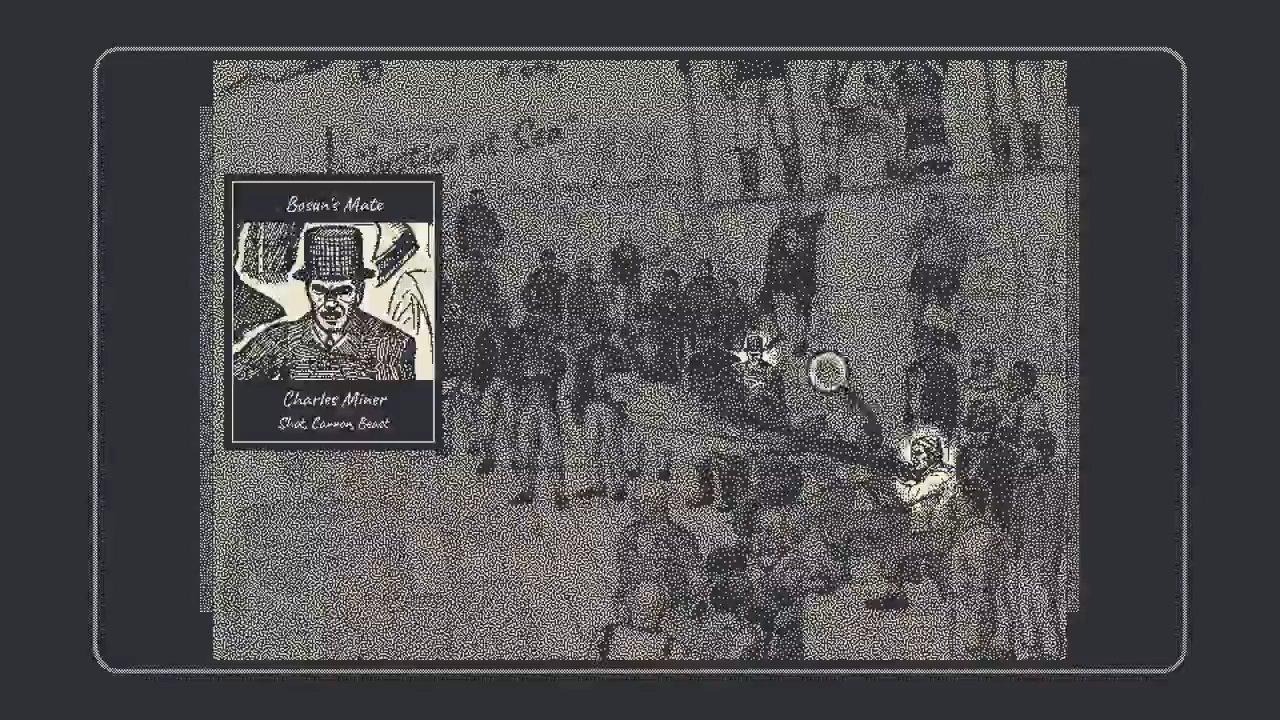 Bosun's Mate
Charles Miner
Shot, Cannon, Beast